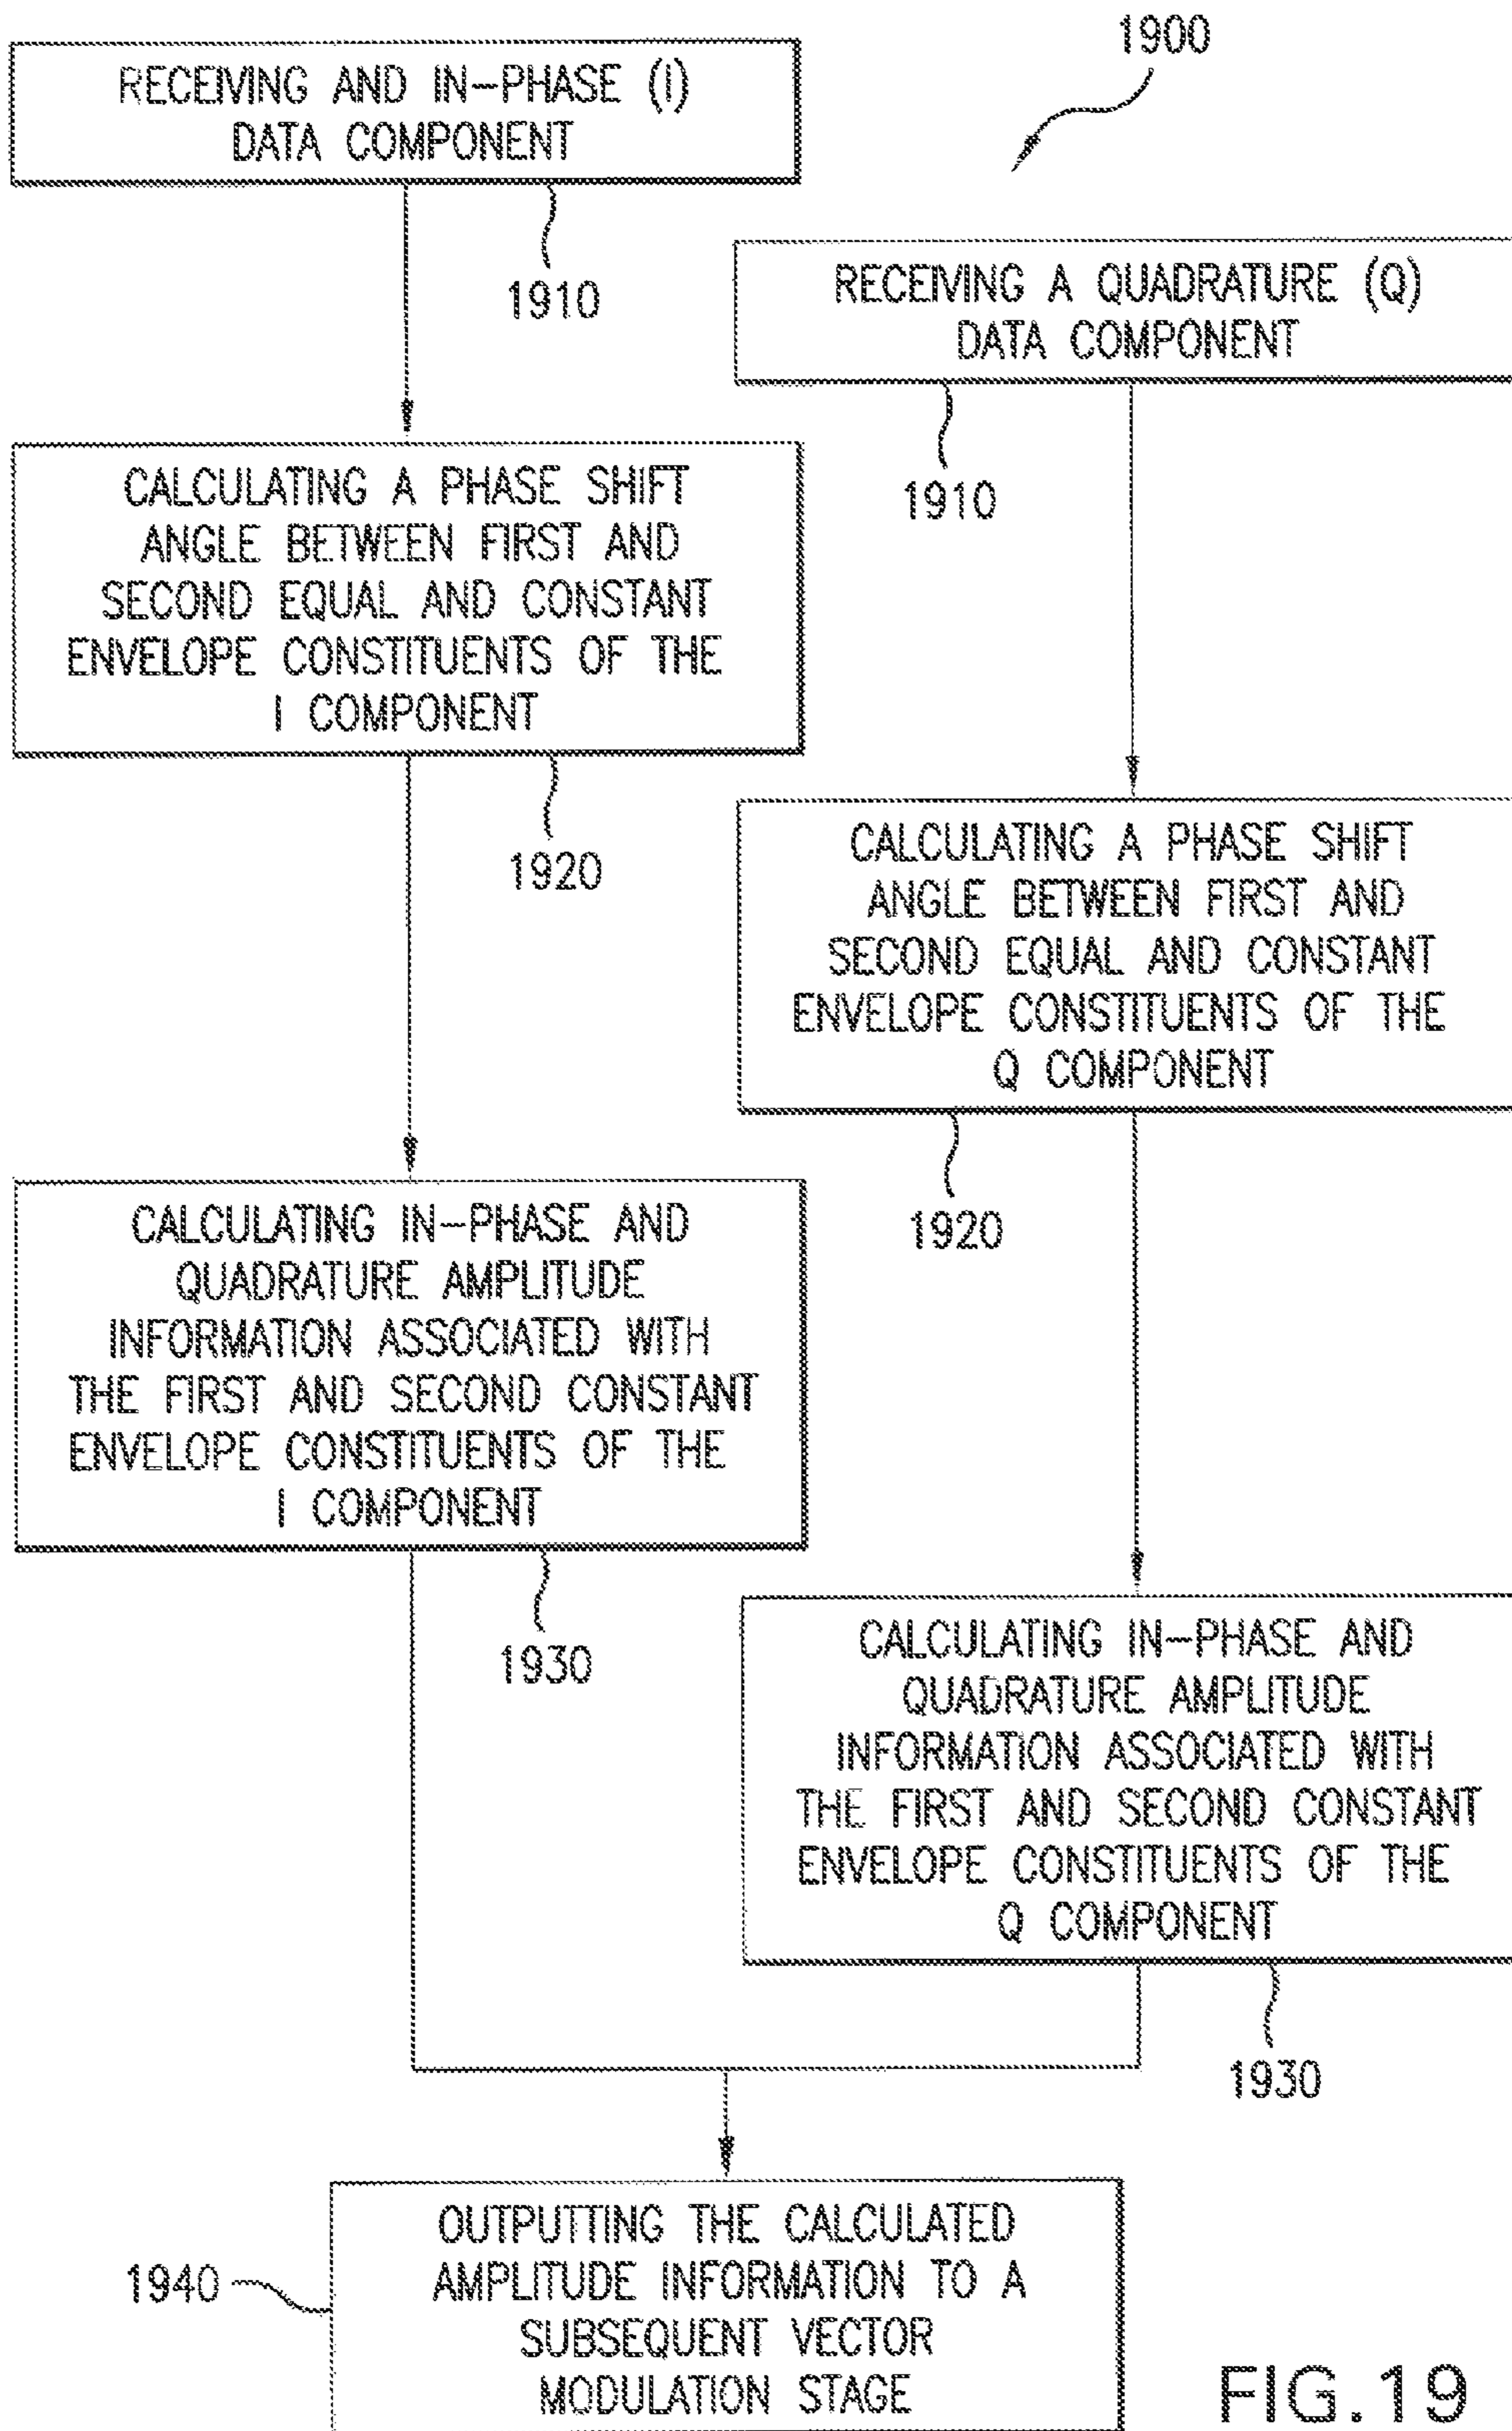 1900
RECEIVING AND IN-PHASE (I)
DATA COMPONENT
1910
RECEIVING A QUADRATURE (Q)
DATA COMPONENT
1910
CALCULATING A PHASE SHIFT
ANGLE BETWEEN FIRST AND
SECOND EQUAL AND CONSTANT
ENVELOPE CONSTITUENTS OF THE
I COMPONENT
1920
CALCULATING A PHASE SHIFT
ANGLE BETWEEN FIRST AND
SECOND EQUAL AND CONSTANT
ENVELOPE CONSTITUENTS OF THE
Q COMPONENT
1920
CALCULATING IN-PHASE AND
QUADRATURE AMPLITUDE
INFORMATION ASSOCIATED WITH
THE FIRST AND SECOND CONSTANT
ENVELOPE CONSTITUENTS OF THE
I COMPONENT
1930
CALCULATING IN-PHASE AND
QUADRATURE AMPLITUDE
INFORMATION ASSOCIATED WITH
THE FIRST AND SECOND CONSTANT
ENVELOPE CONSTITUENTS OF THE
Q COMPONENT
1930
OUTPUTTING THE CALCULATED
AMPLITUDE INFORMATION TO A
SUBSEQUENT VECTOR
MODULATION STAGE
1940
FIG.19